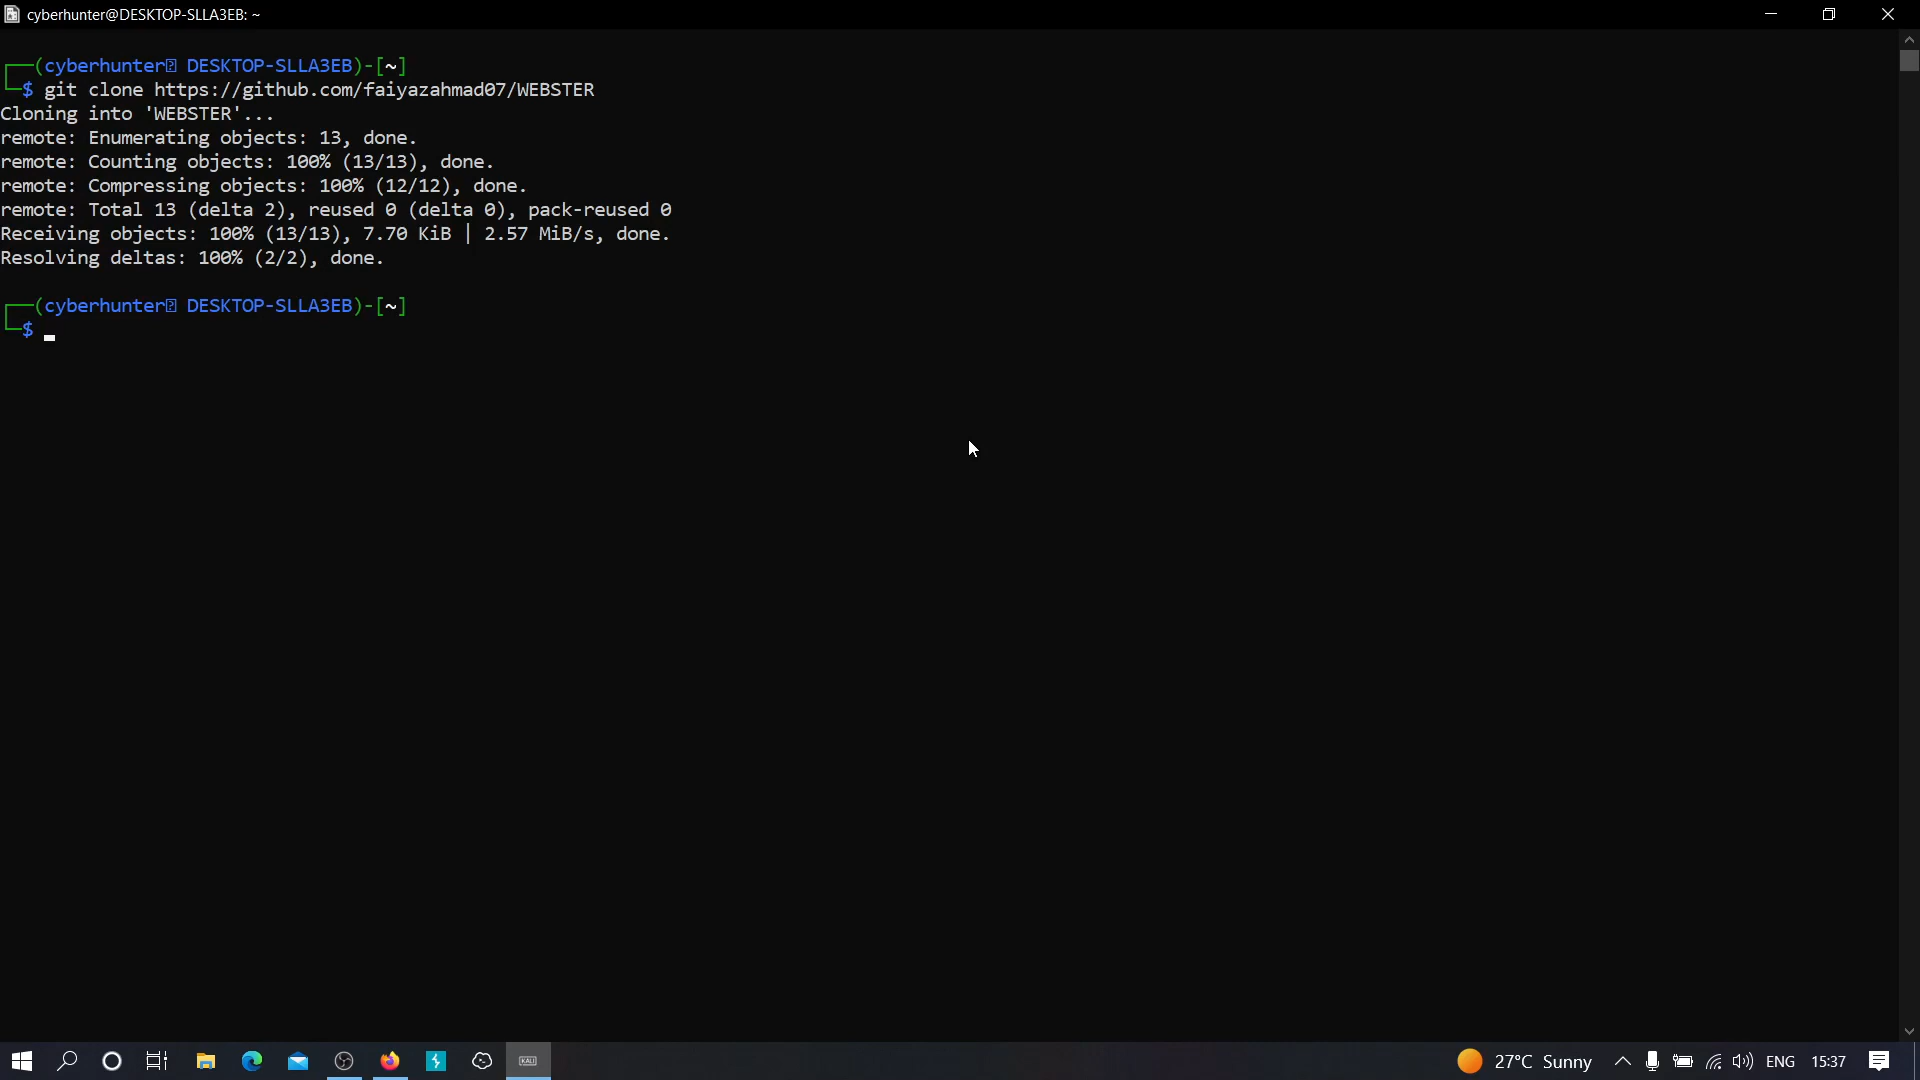 cyberhunter@DESKTOP-SLLA3EB: ~
(cyberhunter DESKTOP-SLLA3EB)-[~]
$ git clone https://github.com/faiyazahmad07/WEBSTER
Cloning into 'WEBSTER'...
remote: Enumerating objects: 13, done.
remote: Counting objects: 100% (13/13), done.
remote: Compressing objects: 100% (12/12), done.
remote: Total 13 (delta 2), reused 0 (delta 0), pack-reused 0
Receiving objects: 100% (13/13), 7.70 KiB | 2.57 MiB/s, done.
Resolving deltas: 100% (2/2), done.
(cyberhunter DESKTOP-SLLA3EB)-[~]
$
KALI
27°C Sunny
ENG
15:37